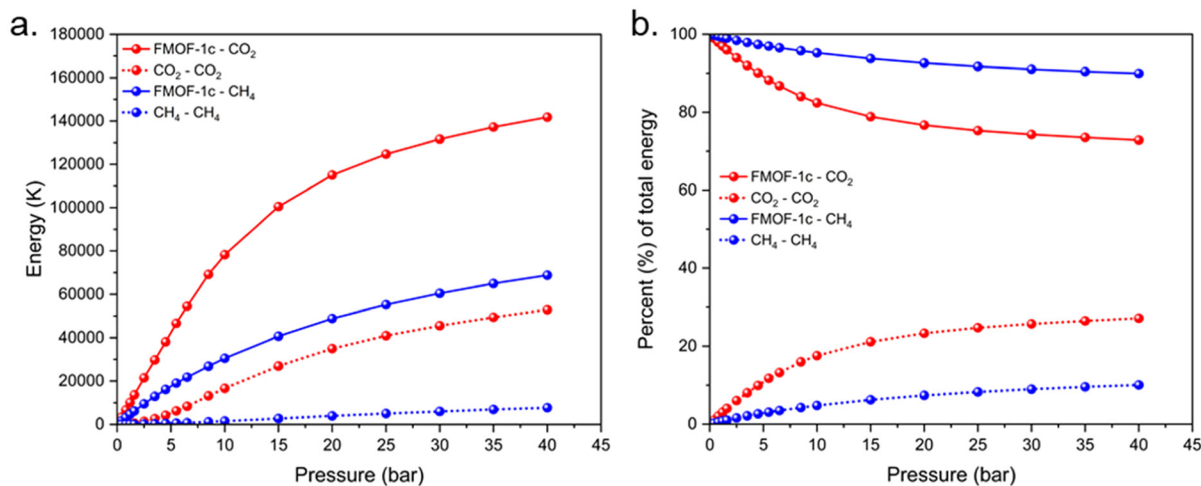 a.
180000
160000
140000
120000
100000
80000
60000
40000
20000
0
Energy (K)
FMOF-1c - CO₂
CO₂ - CO₂
FMOF-1c - CH₄
CH₄ - CH₄
0 5 10 15 20 25 30 35 40 45
Pressure (bar)
b.
100
80
60
40
20
0
Percent (%) of total energy
FMOF-1c - CO₂
CO₂ - CO₂
FMOF-1c - CH₄
CH₄ - CH₄
0 5 10 15 20 25 30 35 40 45
Pressure (bar)